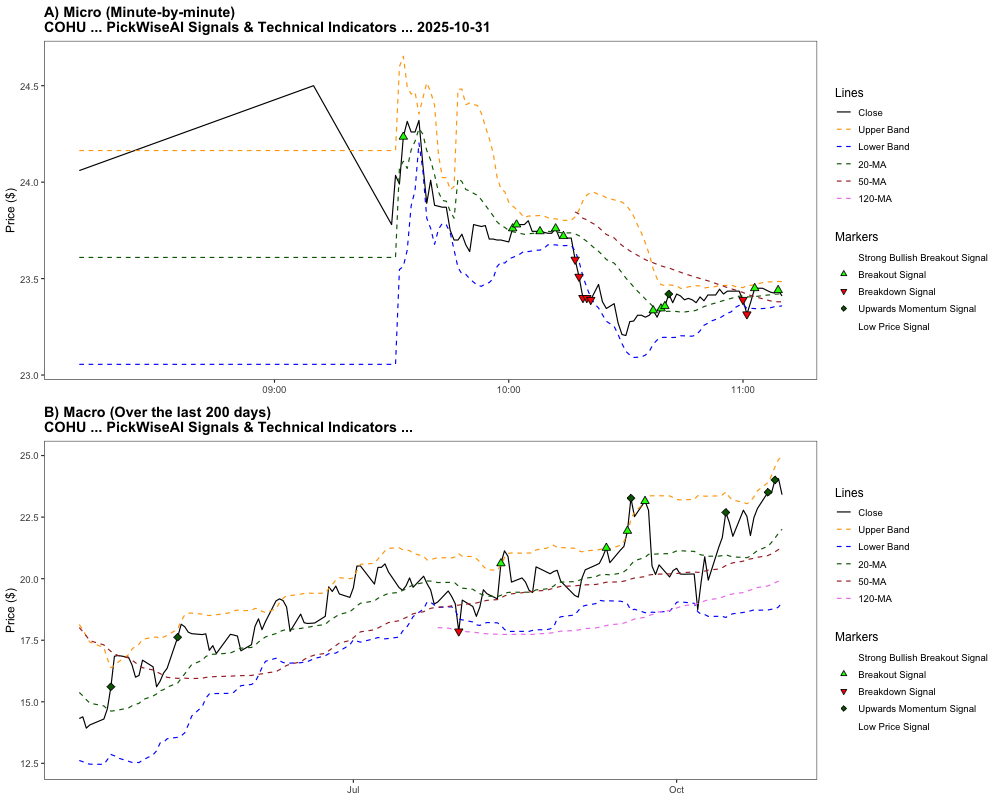 A) Micro (Minute-by-minute)
COHU ... PickWiseAI Signals & Technical Indicators ... 2025-10-31
Price ($)
24.5
24.0
23.5
23.0
09:00
10:00
11:00
Lines
Close
Upper Band
Lower Band
20-MA
50-MA
120-MA
Markers
Strong Bullish Breakout Signal
Breakout Signal
Breakdown Signal
Upwards Momentum Signal
Low Price Signal
B) Macro (Over the last 200 days)
COHU ... PickWiseAI Signals & Technical Indicators ...
Price ($)
25.0
22.5
20.0
17.5
15.0
12.5
Jul
Oct
Lines
Close
Upper Band
Lower Band
20-MA
50-MA
120-MA
Markers
Strong Bullish Breakout Signal
Breakout Signal
Breakdown Signal
Upwards Momentum Signal
Low Price Signal